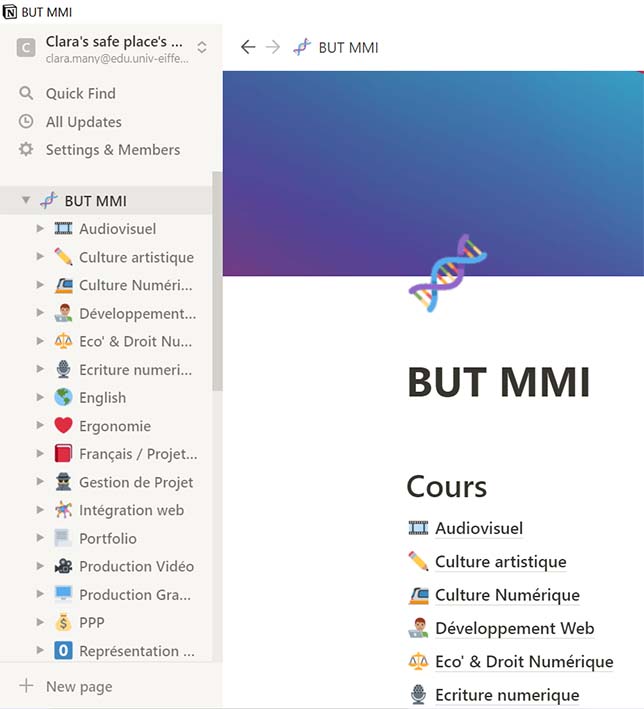 BUT MMI
C
Clara's safe place's ...
clara.many@edu.univ-eiffe...
Quick Find
All Updates
Settings & Members
BUT MMI
Audiovisuel
Culture artistique
Culture Numéri...
Développement...
Eco' & Droit Nu...
Ecriture numeri...
English
Ergonomie
Français / Projet...
Gestion de Projet
Intégration web
Portfolio
Production Vidéo
Production Gra...
PPP
0 Représentation ...
New page
BUT MMI
BUT MMI
Cours
Audiovisuel
Culture artistique
Culture Numérique
Développement Web
Eco' & Droit Numérique
Ecriture numerique